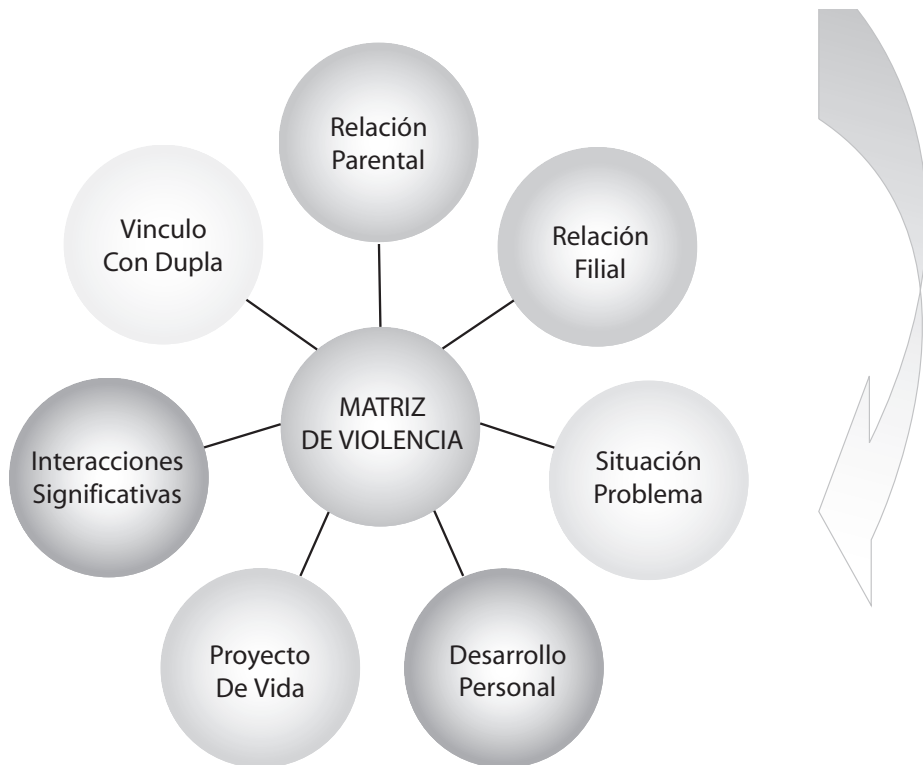 Relación
Parental
Relación
Filial
Situación
Problema
Desarrollo
Personal
Proyecto
De Vida
Interacciones
Significativas
Vinculo
Con Dupla
MATRIZ
DE VIOLENCIA